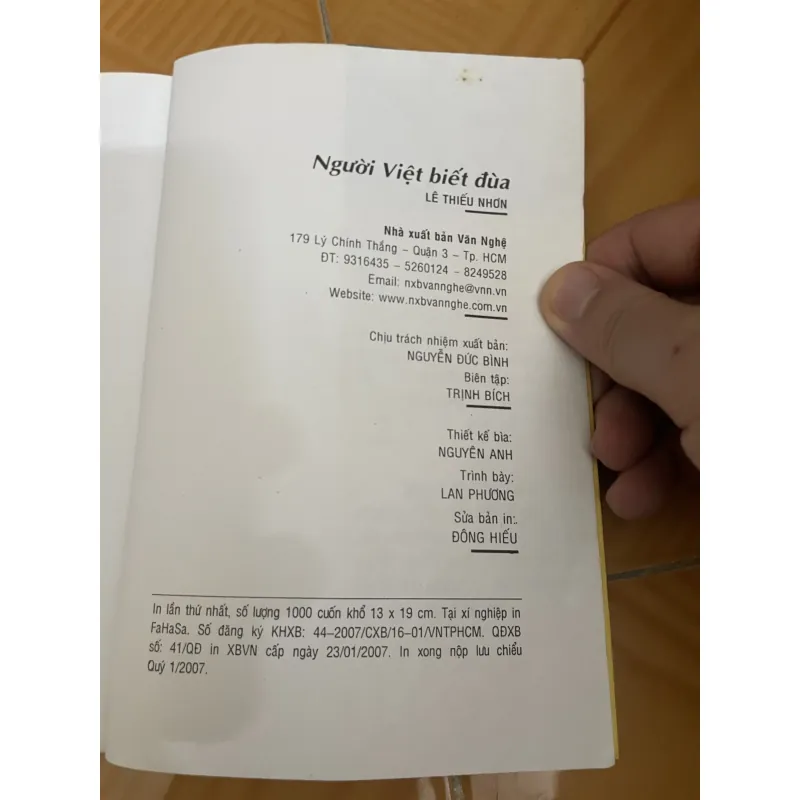 Người Việt biết đùa
LÊ THIẾU NHƠN
Nhà xuất bản Văn Nghệ
179 Lý Chính Thắng – Quận 3 – Tp. HCM
ĐT: 9316435 – 5260124 – 8249528
Email: nxbvannghe@vnn.vn
Website: www.nxbvannghe.com.vn
Chịu trách nhiệm xuất bản:
NGUYỄN ĐỨC BÌNH
Biên tập:
TRỊNH BÍCH
Thiết kế bìa:
NGUYÊN ANH
Trình bày:
LAN PHƯƠNG
Sửa bản in:
ĐÔNG HIẾU
In lần thứ nhất, số lượng 1000 cuốn khổ 13 x 19 cm. Tại xí nghiệp in
FaHaSa. Số đăng ký KHXB: 44–2007/CXB/16–01/VNTPHCM. QĐXB
số: 41/QĐ in XBVN cấp ngày 23/01/2007. In xong nộp lưu chiểu
Quý 1/2007.